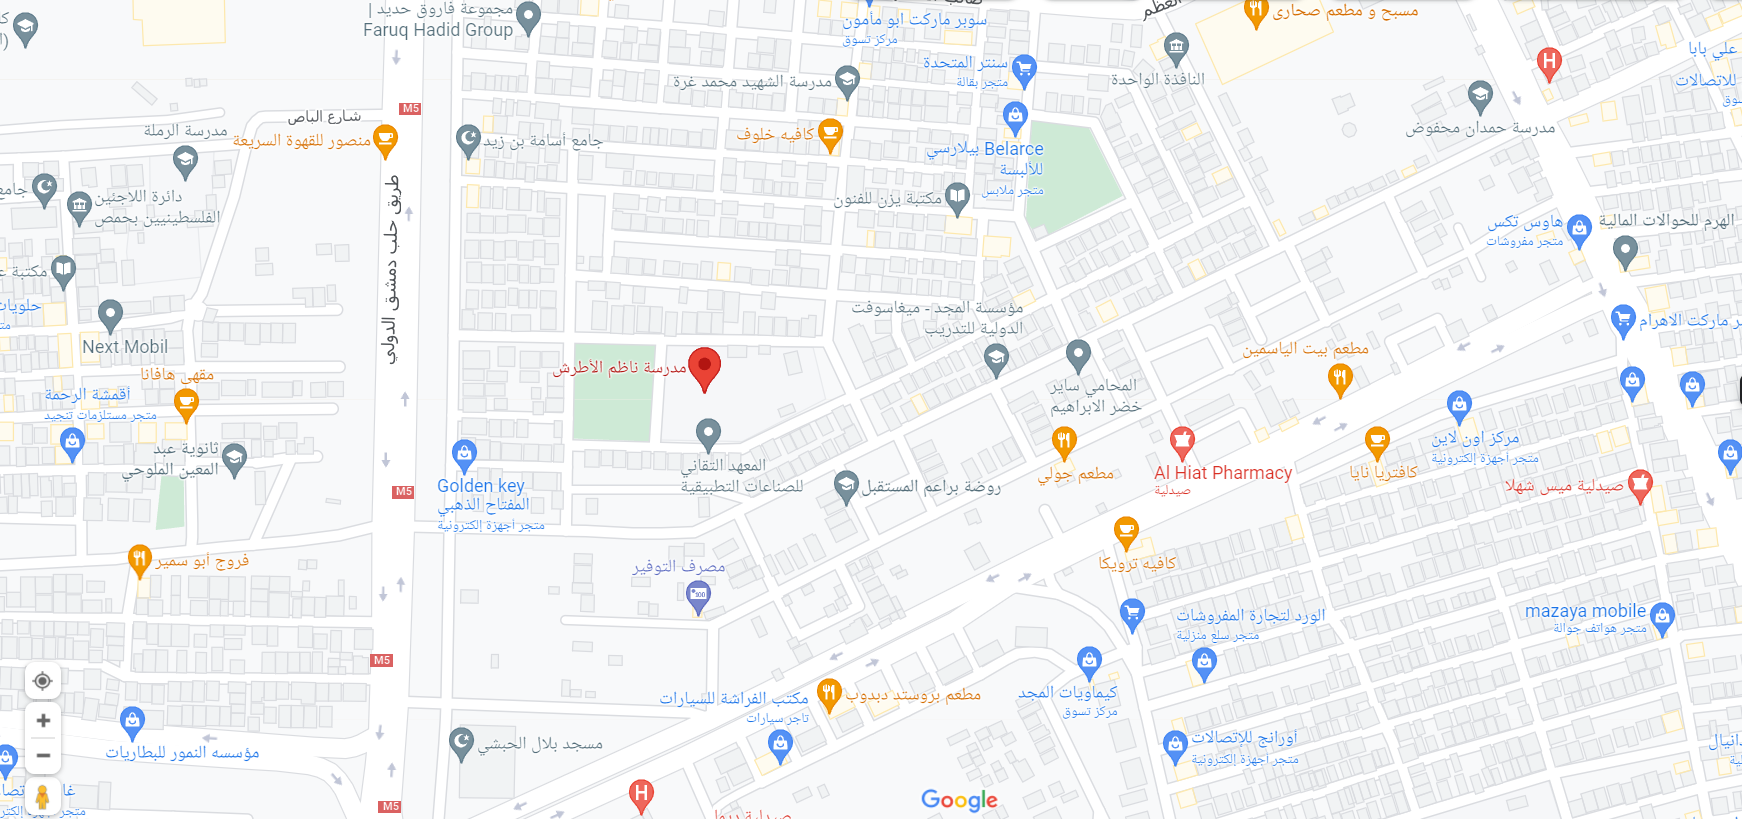 مجموعة فاروق حديد |
Faruq Hadid Group
سوبر ماركت ابو مأمون
مركز تسوق
مسبح و مطعم صحارى
سنتر المتحدة
متجر بقالة
النافذة الواحدة
علي بابا
للاتصالات
مدرسة الشهيد محمد غزة
مدرسة حمدان محفوض
شارع الباص
M5
مدرسة الرملة
منصور للقهوة السريعة
جامع أسامة بن زيد
كافيه خلوف
Belarce بيلارسي
للألبسة
متجر ملابس
مكتبة يزن للفنون
دائرة اللاجئين
الفلسطينيين بحمص
طريق حلب دمشق الدولي
هاوس تكس
متجر مفروشات
الهرم للحوالات المالية
مكتبة
حلويات
Next Mobil
مؤسسة المجد - ميغاسوفت
الدولية للتدريب
ماركت الاهرام
مطعم بيت الياسمين
مدرسة ناظم الأطرش
مقهى هافانا
أقمشة الرحمة
متجر مستلزمات تنجيد
المحامي ساير
خضر الابراهيم
ثانوية عبد
المعين الملوحي
مركز اون لاين
متجر أجهزة إلكترونية
المعهد التقاني
للصناعات التطبيقية
مطعم جولي
Al Hiat Pharmacy
صيدلية
كافتريا نايا
Golden key
المفتاح الذهبي
متجر أجهزة إلكترونية
M5
روضة براعم المستقبل
صيدلية ميس شهلا
فروج أبو سمير
مصرف التوفير
كافيه ترويكا
الورد لتجارة المفروشات
متجر سلع منزلية
mazaya mobile
متجر هواتف جوالة
M5
مكتب الفراشة للسيارات
تاجر سيارات
مطعم بروستد دبدوب
كيماويات المجد
مركز تسوق
مؤسسه النمور للبطاريات
مسجد بلال الحبشي
أورانج للإتصالات
متجر أجهزة إلكترونية
دانيال
M5
Google